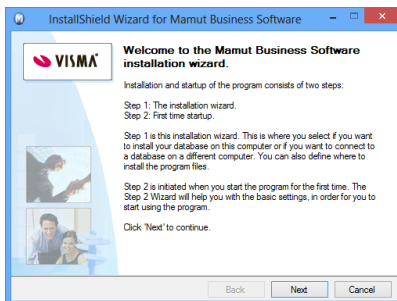 InstallShield Wizard for Mamut Business Software
VISMA
Welcome to the Mamut Business Software
installation wizard.
Installation and startup of the program consists of two steps:
Step 1: The installation wizard.
Step 2: First time startup.
Step 1 is this installation wizard. This is where you select if you want
to install your database on this computer or if you want to connect to
a database on a different computer. You can also define where to
install the program files.
Step 2 is initiated when you start the program for the first time. The
Step 2 Wizard will help you with the basic settings, in order for you to
start using the program.
Click 'Next' to continue.
Back Next Cancel